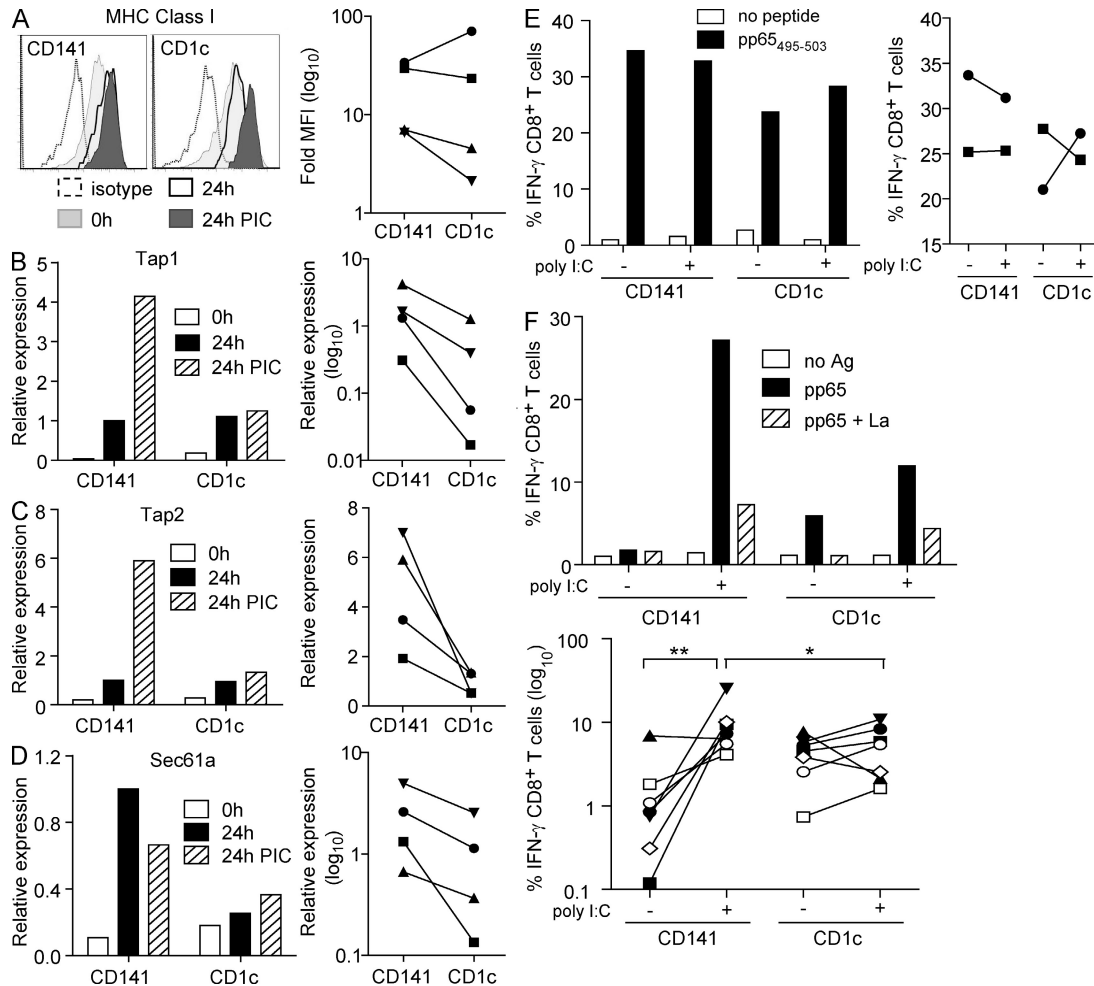 A
MHC Class I
CD141
CD1c
isotype
24h
0h
24h PIC
Fold MFI (log10)
100
10
1
CD141
CD1c
B
Tap1
Relative expression
5
4
3
2
1
0
0h
24h
24h PIC
CD141
CD1c
Relative expression
(log10)
10
1
0.1
0.01
CD141
CD1c
C
Tap2
Relative expression
8
6
4
2
0
0h
24h
24h PIC
CD141
CD1c
Relative expression
8
6
4
2
0
CD141
CD1c
D
Sec61a
Relative expression
1.2
0.8
0.4
0.0
0h
24h
24h PIC
CD141
CD1c
Relative expression
(log10)
10
1
0.1
CD141
CD1c
E
no peptide
pp65495-503
% IFN-γ CD8+ T cells
40
30
20
10
0
poly I:C
- + - +
CD141
CD1c
% IFN-γ CD8+ T cells
40
35
30
25
20
15
poly I:C
- + - +
CD141
CD1c
F
% IFN-γ CD8+ T cells
30
20
10
0
no Ag
pp65
pp65 + La
poly I:C
- + - +
CD141
CD1c
% IFN-γ CD8+ T cells (log10)
100
10
1
0.1
**
*
poly I:C
- + - +
CD141
CD1c